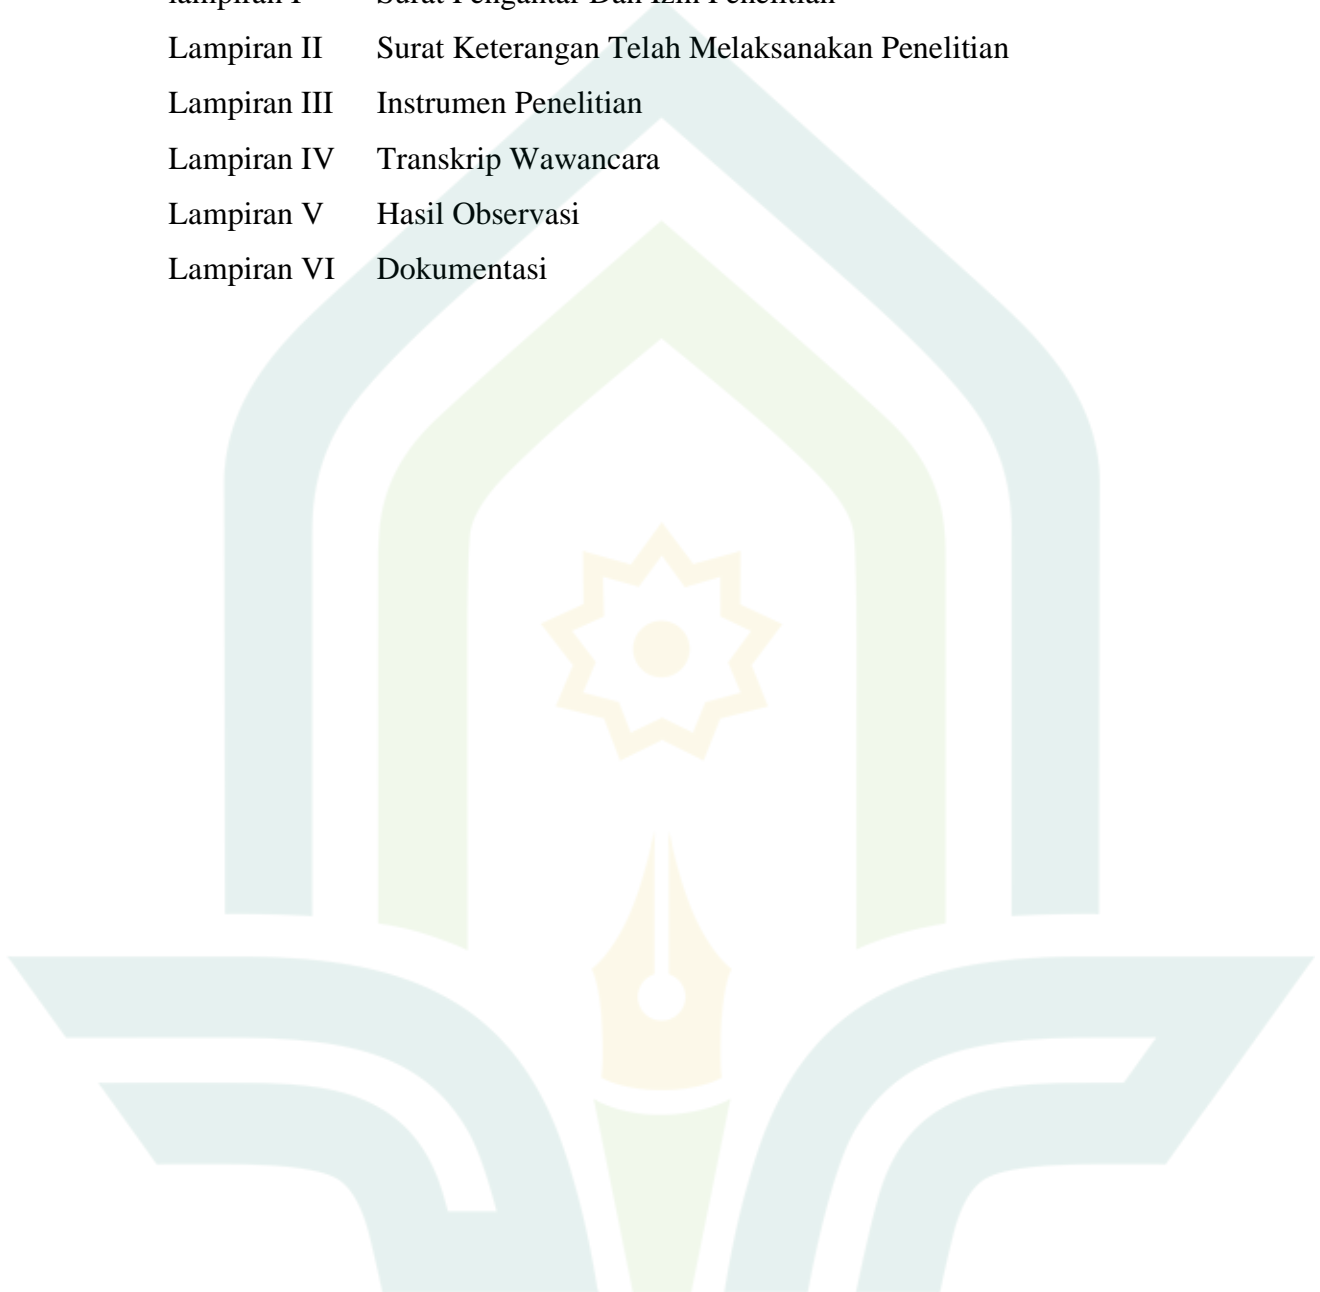 lampiran I Surat Pengantar Dan Izin Penelitian
Lampiran II Surat Keterangan Telah Melaksanakan Penelitian
Lampiran III Instrumen Penelitian
Lampiran IV Transkrip Wawancara
Lampiran V Hasil Observasi
Lampiran VI Dokumentasi